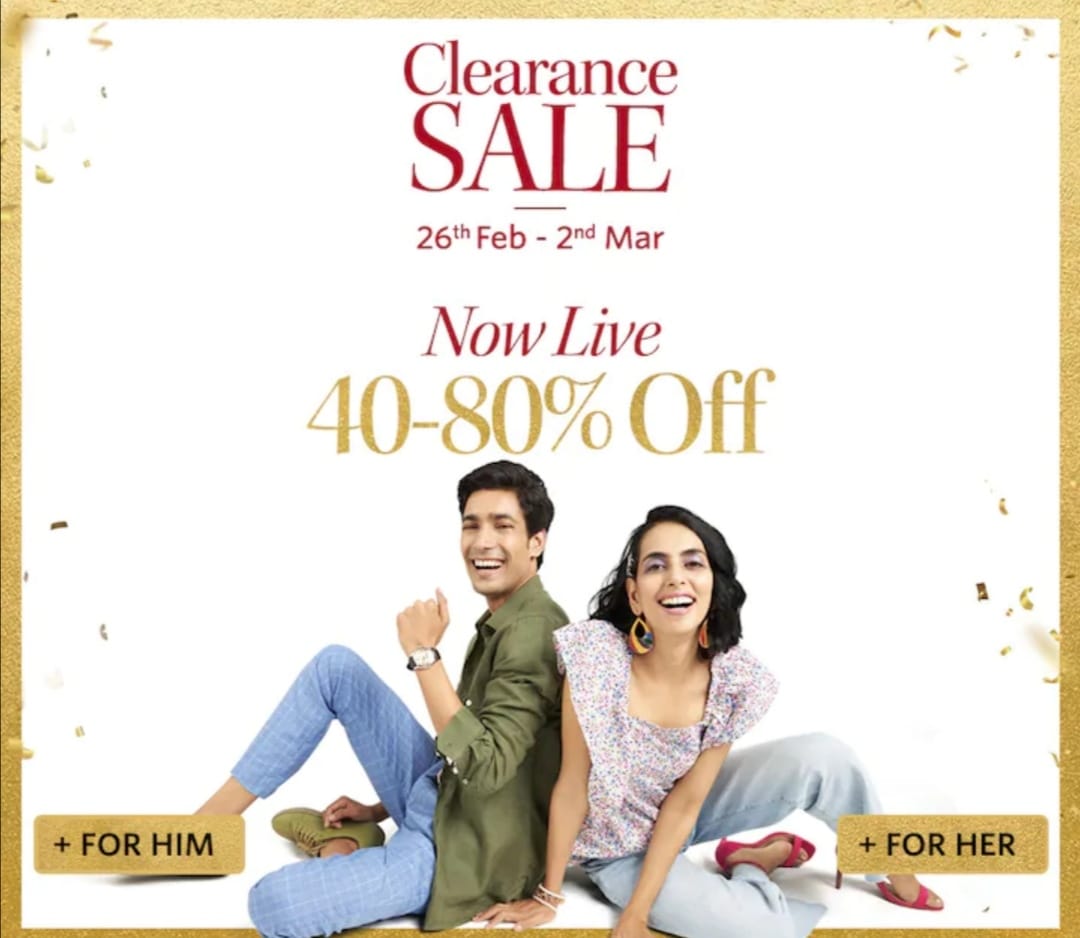 Clearance
SALE
26th Feb - 2nd Mar
Now Live
40-80% Off
+ FOR HIM
+ FOR HER